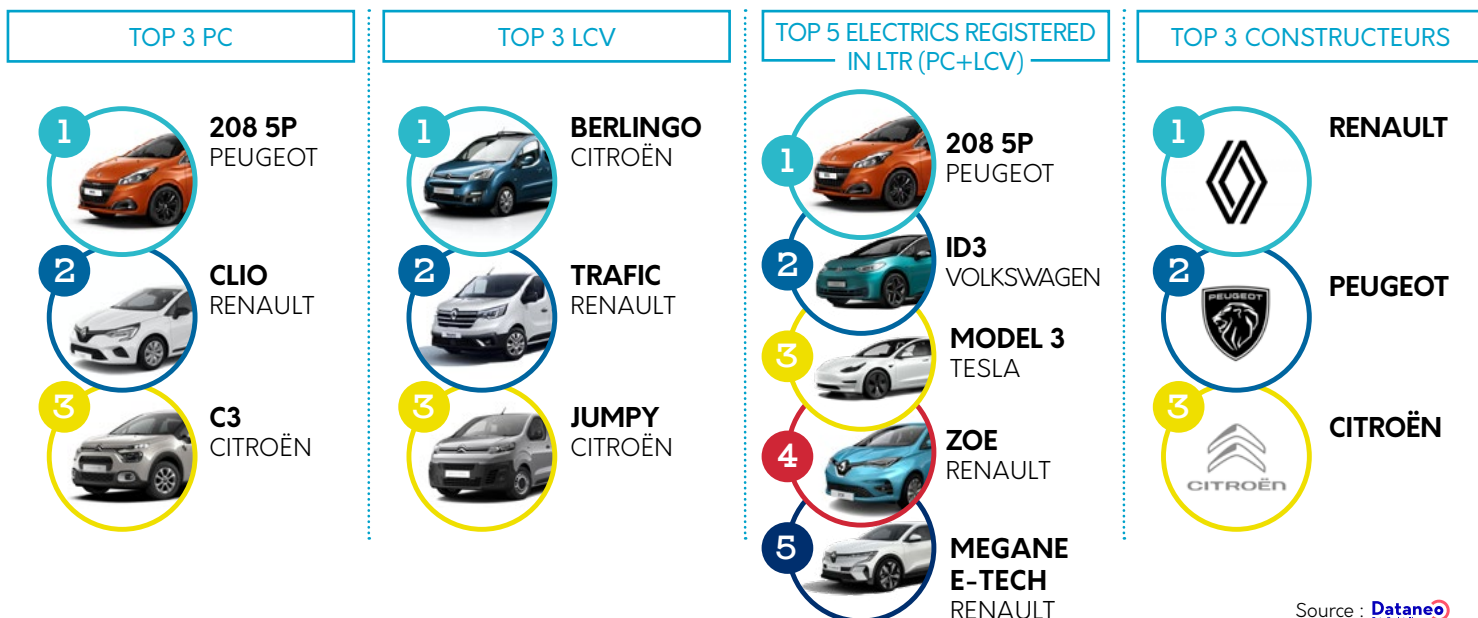 TOP 3 PC
1
208 5P
PEUGEOT
2
CLIO
RENAULT
3
C3
CITROËN
TOP 3 LCV
1
BERLINGO
CITROËN
2
TRAFIC
RENAULT
3
JUMPY
CITROËN
TOP 5 ELECTRICS REGISTERED
IN LTR (PC+LCV)
1
208 5P
PEUGEOT
2
ID3
VOLKSWAGEN
3
MODEL 3
TESLA
4
ZOE
RENAULT
5
MEGANE
E-TECH
RENAULT
TOP 3 CONSTRUCTEURS
1
RENAULT
2
PEUGEOT
PEUGEOT
3
CITROËN
CITROËN
Source : Dataneo